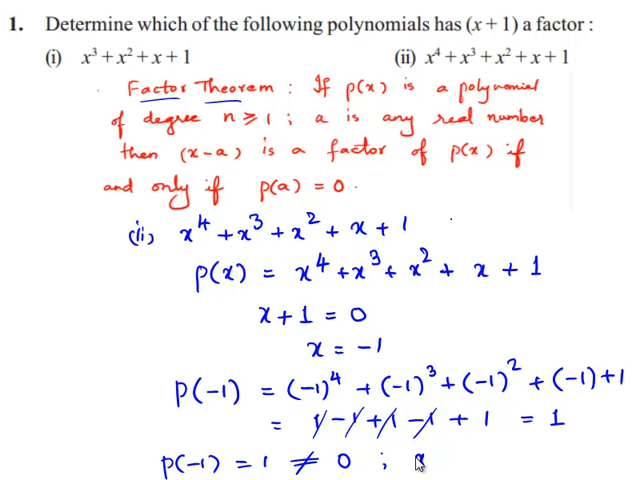 1. Determine which of the following polynomials has (x + 1) a factor :
(i) x³ + x² + x + 1 (ii) x⁴ + x³ + x² + x + 1
Factor Theorem : If p(x) is a polynomial
of degree n ≥ 1 ; a is any real number
then (x-a) is a factor of p(x) if
and only if p(a) = 0.
(ii) x⁴ + x³ + x² + x + 1
p(x) = x⁴ + x³ + x² + x + 1
x + 1 = 0
x = -1
p(-1) = (-1)⁴ + (-1)³ + (-1)² + (-1) + 1
= 1 - 1 + 1 - 1 + 1 = 1
p(-1) = 1 ≠ 0 ;